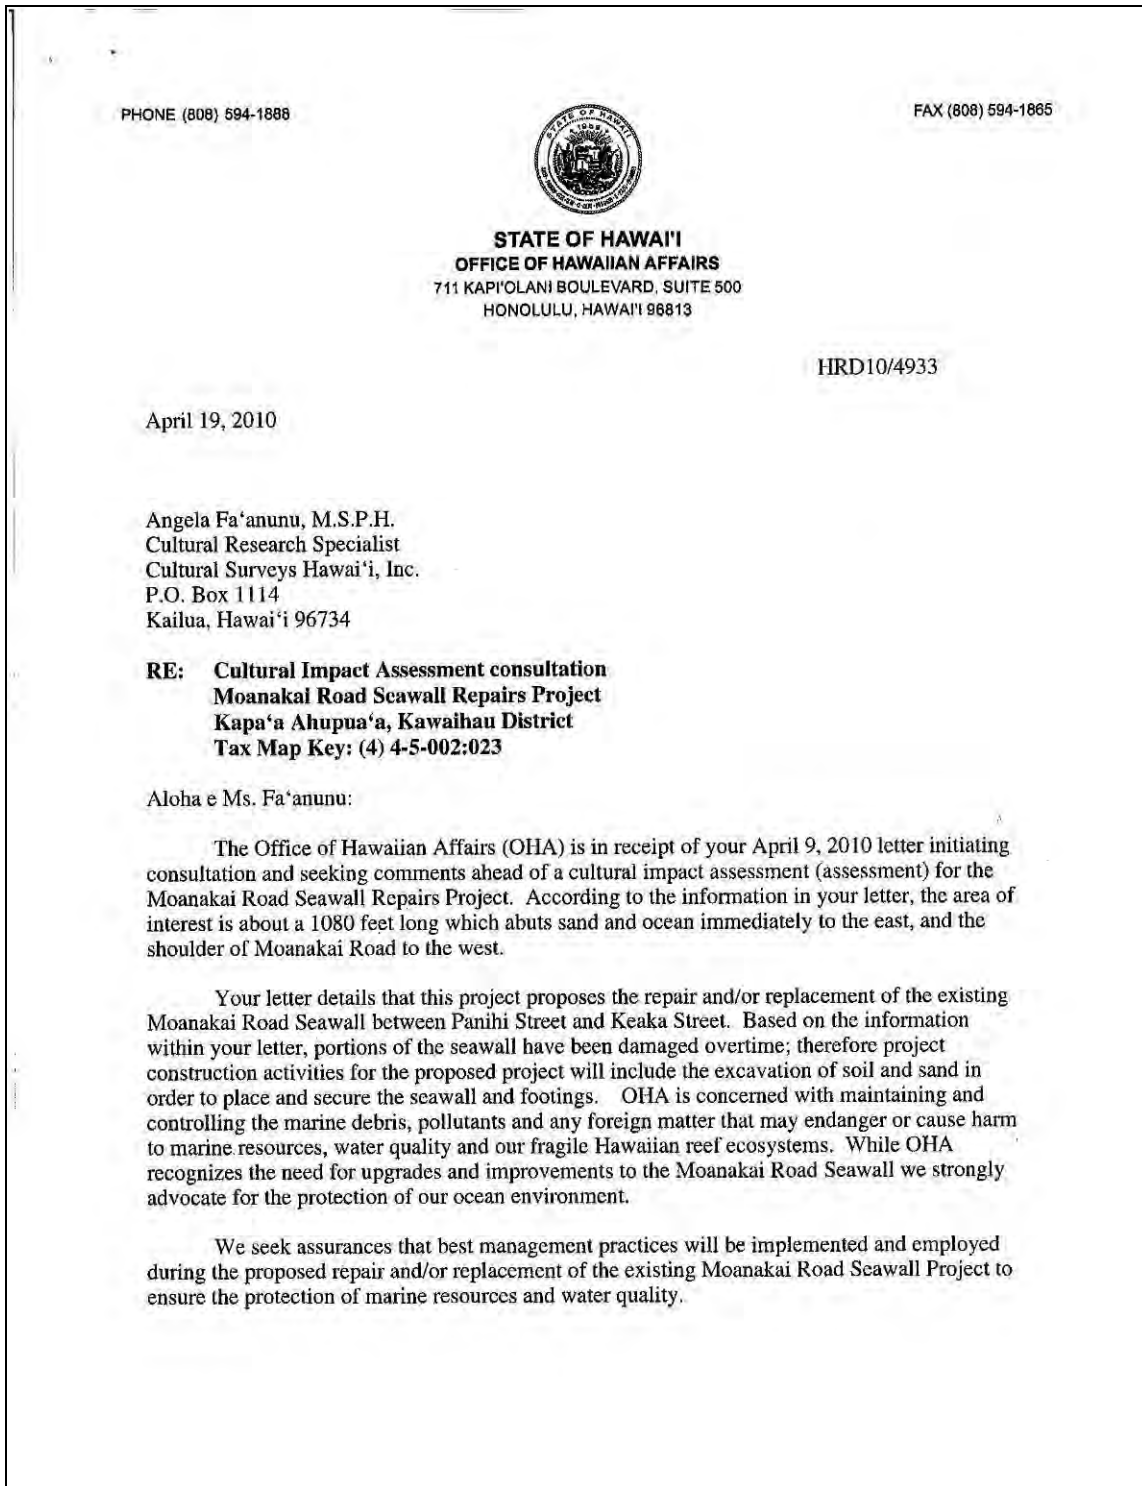 PHONE (808) 594-1888
FAX (808) 594-1865
STATE OF HAWAI'I
1959
STATE OF HAWAI'I
OFFICE OF HAWAIIAN AFFAIRS
711 KAPI'OLANI BOULEVARD, SUITE 500
HONOLULU, HAWAI'I 96813
HRD10/4933
April 19, 2010
Angela Fa‘anunu, M.S.P.H.
Cultural Research Specialist
Cultural Surveys Hawai‘i, Inc.
P.O. Box 1114
Kailua, Hawai‘i 96734
RE: Cultural Impact Assessment consultation
Moanakai Road Seawall Repairs Project
Kapa‘a Ahupua‘a, Kawaihau District
Tax Map Key: (4) 4-5-002:023
Aloha e Ms. Fa‘anunu:
The Office of Hawaiian Affairs (OHA) is in receipt of your April 9, 2010 letter initiating
consultation and seeking comments ahead of a cultural impact assessment (assessment) for the
Moanakai Road Seawall Repairs Project. According to the information in your letter, the area of
interest is about a 1080 feet long which abuts sand and ocean immediately to the east, and the
shoulder of Moanakai Road to the west.
Your letter details that this project proposes the repair and/or replacement of the existing
Moanakai Road Seawall between Panihi Street and Keaka Street. Based on the information
within your letter, portions of the seawall have been damaged overtime; therefore project
construction activities for the proposed project will include the excavation of soil and sand in
order to place and secure the seawall and footings. OHA is concerned with maintaining and
controlling the marine debris, pollutants and any foreign matter that may endanger or cause harm
to marine resources, water quality and our fragile Hawaiian reef ecosystems. While OHA
recognizes the need for upgrades and improvements to the Moanakai Road Seawall we strongly
advocate for the protection of our ocean environment.
We seek assurances that best management practices will be implemented and employed
during the proposed repair and/or replacement of the existing Moanakai Road Seawall Project to
ensure the protection of marine resources and water quality.